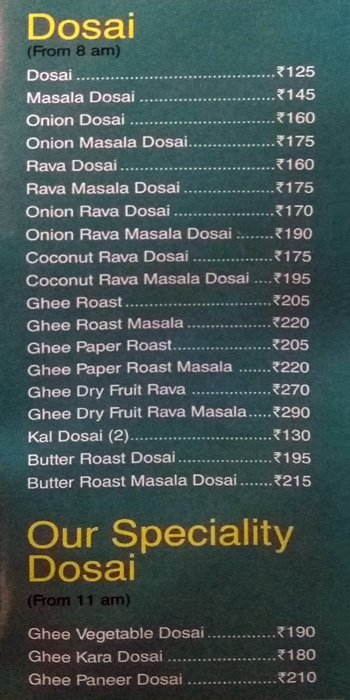 Dosai
(From 8 am)
Dosai ........................................ ₹125
Masala Dosai ........................... ₹145
Onion Dosai ............................. ₹160
Onion Masala Dosai................. ₹175
Rava Dosai ............................... ₹160
Rava Masala Dosai .................. ₹175
Onion Rava Dosai .................... ₹170
Onion Rava Masala Dosai ........ ₹190
Coconut Rava Dosai ................ ₹175
Coconut Rava Masala Dosai .... ₹195
Ghee Roast.............................. ₹205
Ghee Roast Masala ................. ₹220
Ghee Paper Roast.................... ₹205
Ghee Paper Roast Masala ....... ₹220
Ghee Dry Fruit Rava ................ ₹270
Ghee Dry Fruit Rava Masala..... ₹290
Kal Dosai (2)............................. ₹130
Butter Roast Dosai ................... ₹195
Butter Roast Masala Dosai ....... ₹215
Our Speciality
Dosai
(From 11 am)
Ghee Vegetable Dosai .............. ₹190
Ghee Kara Dosai ...................... ₹180
Ghee Paneer Dosai .................. ₹210